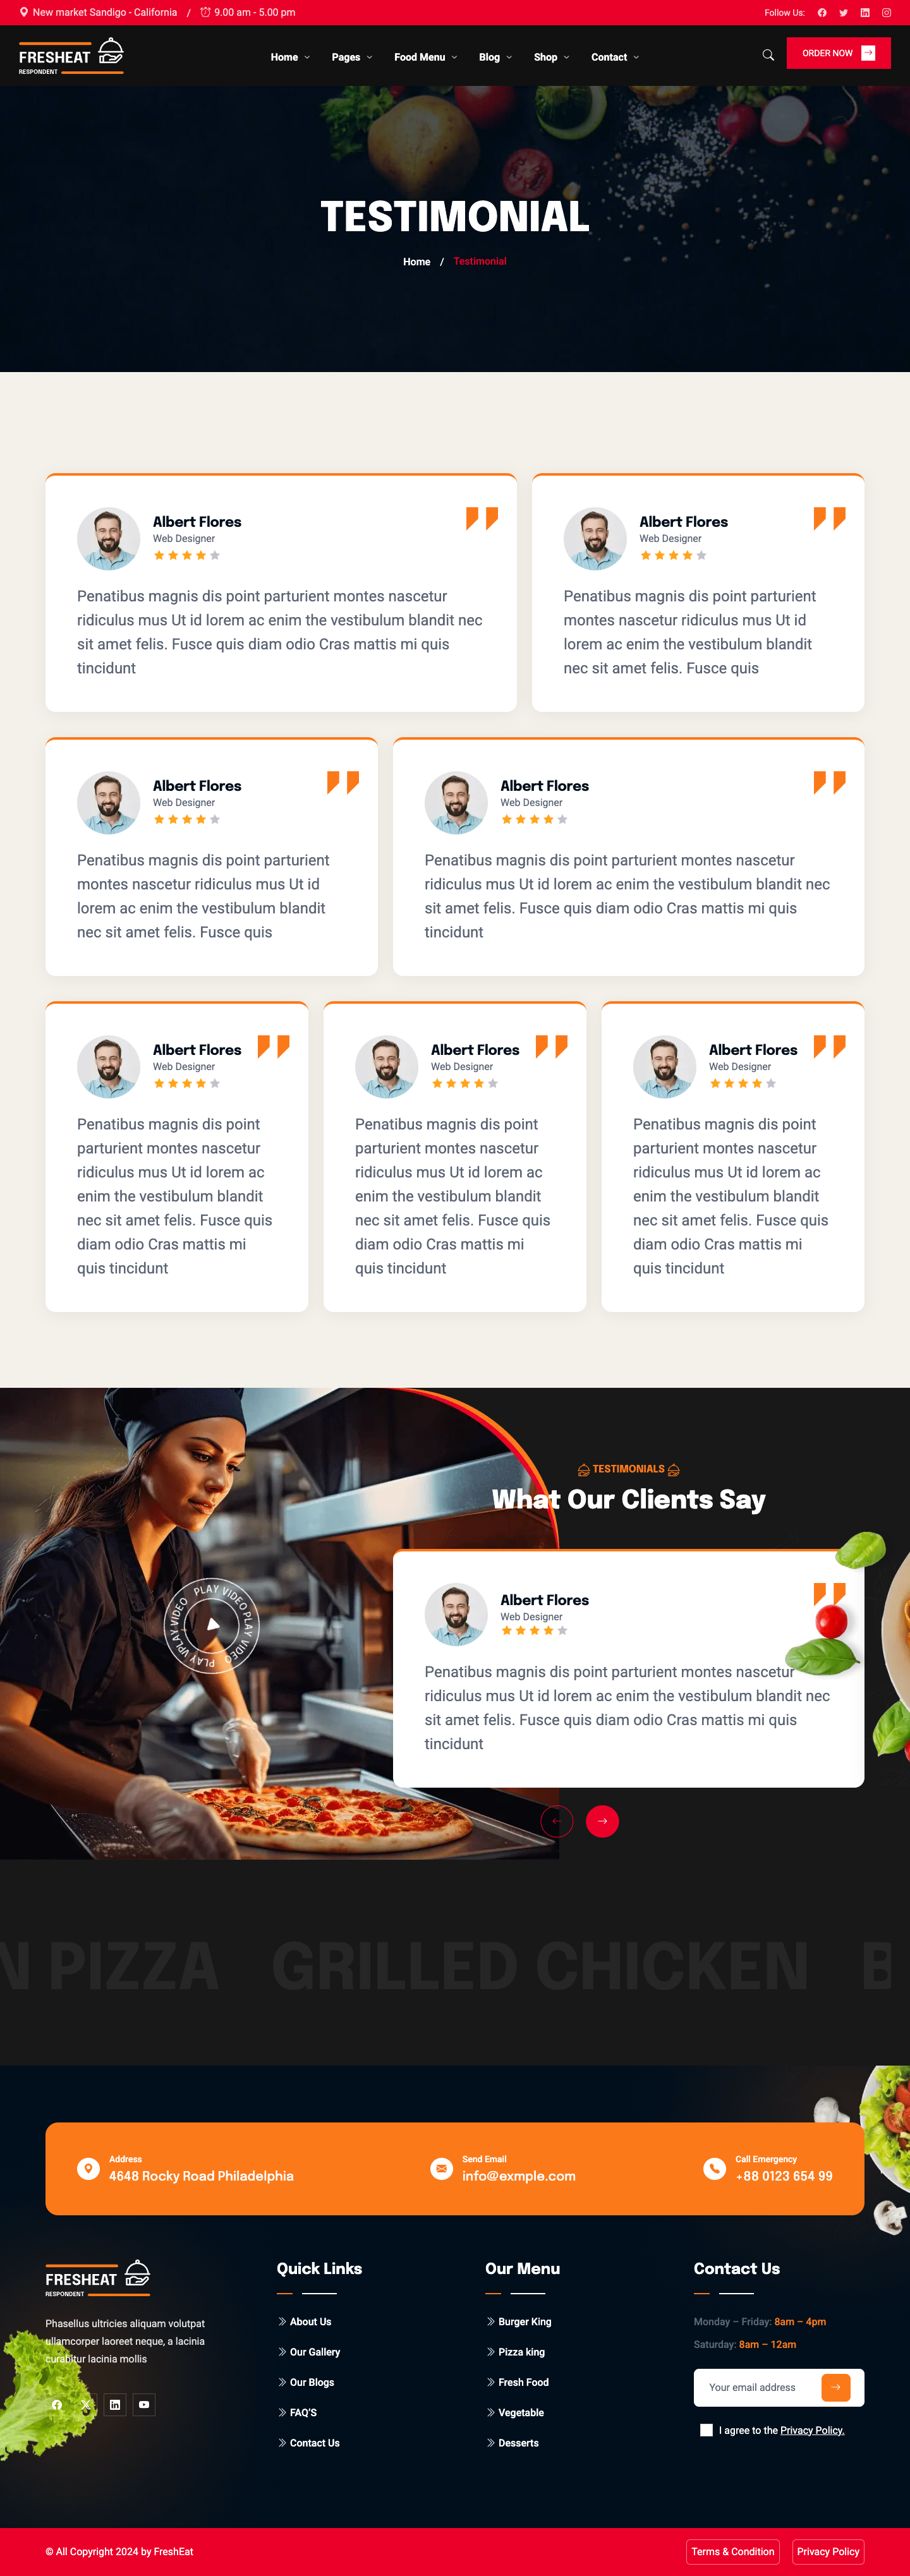 New market Sandigo - California / 9.00 am - 5.00 pm
Follow Us:
FRESHEAT
RESPONDENT
Home Pages Food Menu Blog Shop Contact
ORDER NOW
TESTIMONIAL
Home / Testimonial
Albert Flores
Web Designer
Penatibus magnis dis point parturient montes nascetur
ridiculus mus Ut id lorem ac enim the vestibulum blandit nec
sit amet felis. Fusce quis diam odio Cras mattis mi quis
tincidunt
Albert Flores
Web Designer
Penatibus magnis dis point parturient
montes nascetur ridiculus mus Ut id
lorem ac enim the vestibulum blandit
nec sit amet felis. Fusce quis
Albert Flores
Web Designer
Penatibus magnis dis point parturient
montes nascetur ridiculus mus Ut id
lorem ac enim the vestibulum blandit
nec sit amet felis. Fusce quis
Albert Flores
Web Designer
Penatibus magnis dis point parturient montes nascetur
ridiculus mus Ut id lorem ac enim the vestibulum blandit nec
sit amet felis. Fusce quis diam odio Cras mattis mi quis
tincidunt
Albert Flores
Web Designer
Penatibus magnis dis point
parturient montes nascetur
ridiculus mus Ut id lorem ac
enim the vestibulum blandit
nec sit amet felis. Fusce quis
diam odio Cras mattis mi
quis tincidunt
Albert Flores
Web Designer
Penatibus magnis dis point
parturient montes nascetur
ridiculus mus Ut id lorem ac
enim the vestibulum blandit
nec sit amet felis. Fusce quis
diam odio Cras mattis mi
quis tincidunt
Albert Flores
Web Designer
Penatibus magnis dis point
parturient montes nascetur
ridiculus mus Ut id lorem ac
enim the vestibulum blandit
nec sit amet felis. Fusce quis
diam odio Cras mattis mi
quis tincidunt
PLAY VIDEO PLAY VIDEO PLAY VIDEO PLAY VIDEO
TESTIMONIALS
What Our Clients Say
Albert Flores
Web Designer
Penatibus magnis dis point parturient montes nascetur
ridiculus mus Ut id lorem ac enim the vestibulum blandit nec
sit amet felis. Fusce quis diam odio Cras mattis mi quis
tincidunt
N PIZZA GRILLED CHICKEN B
Address
4648 Rocky Road Philadelphia
Send Email
info@exmple.com
Call Emergency
+88 0123 654 99
FRESHEAT
RESPONDENT
Phasellus ultricies aliquam volutpat
ullamcorper laoreet neque, a lacinia
curabitur lacinia mollis
Quick Links
About Us
Our Gallery
Our Blogs
FAQ'S
Contact Us
Our Menu
Burger King
Pizza king
Fresh Food
Vegetable
Desserts
Contact Us
Monday – Friday: 8am – 4pm
Saturday: 8am – 12am
Your email address
I agree to the Privacy Policy.
© All Copyright 2024 by FreshEat
Terms & Condition
Privacy Policy